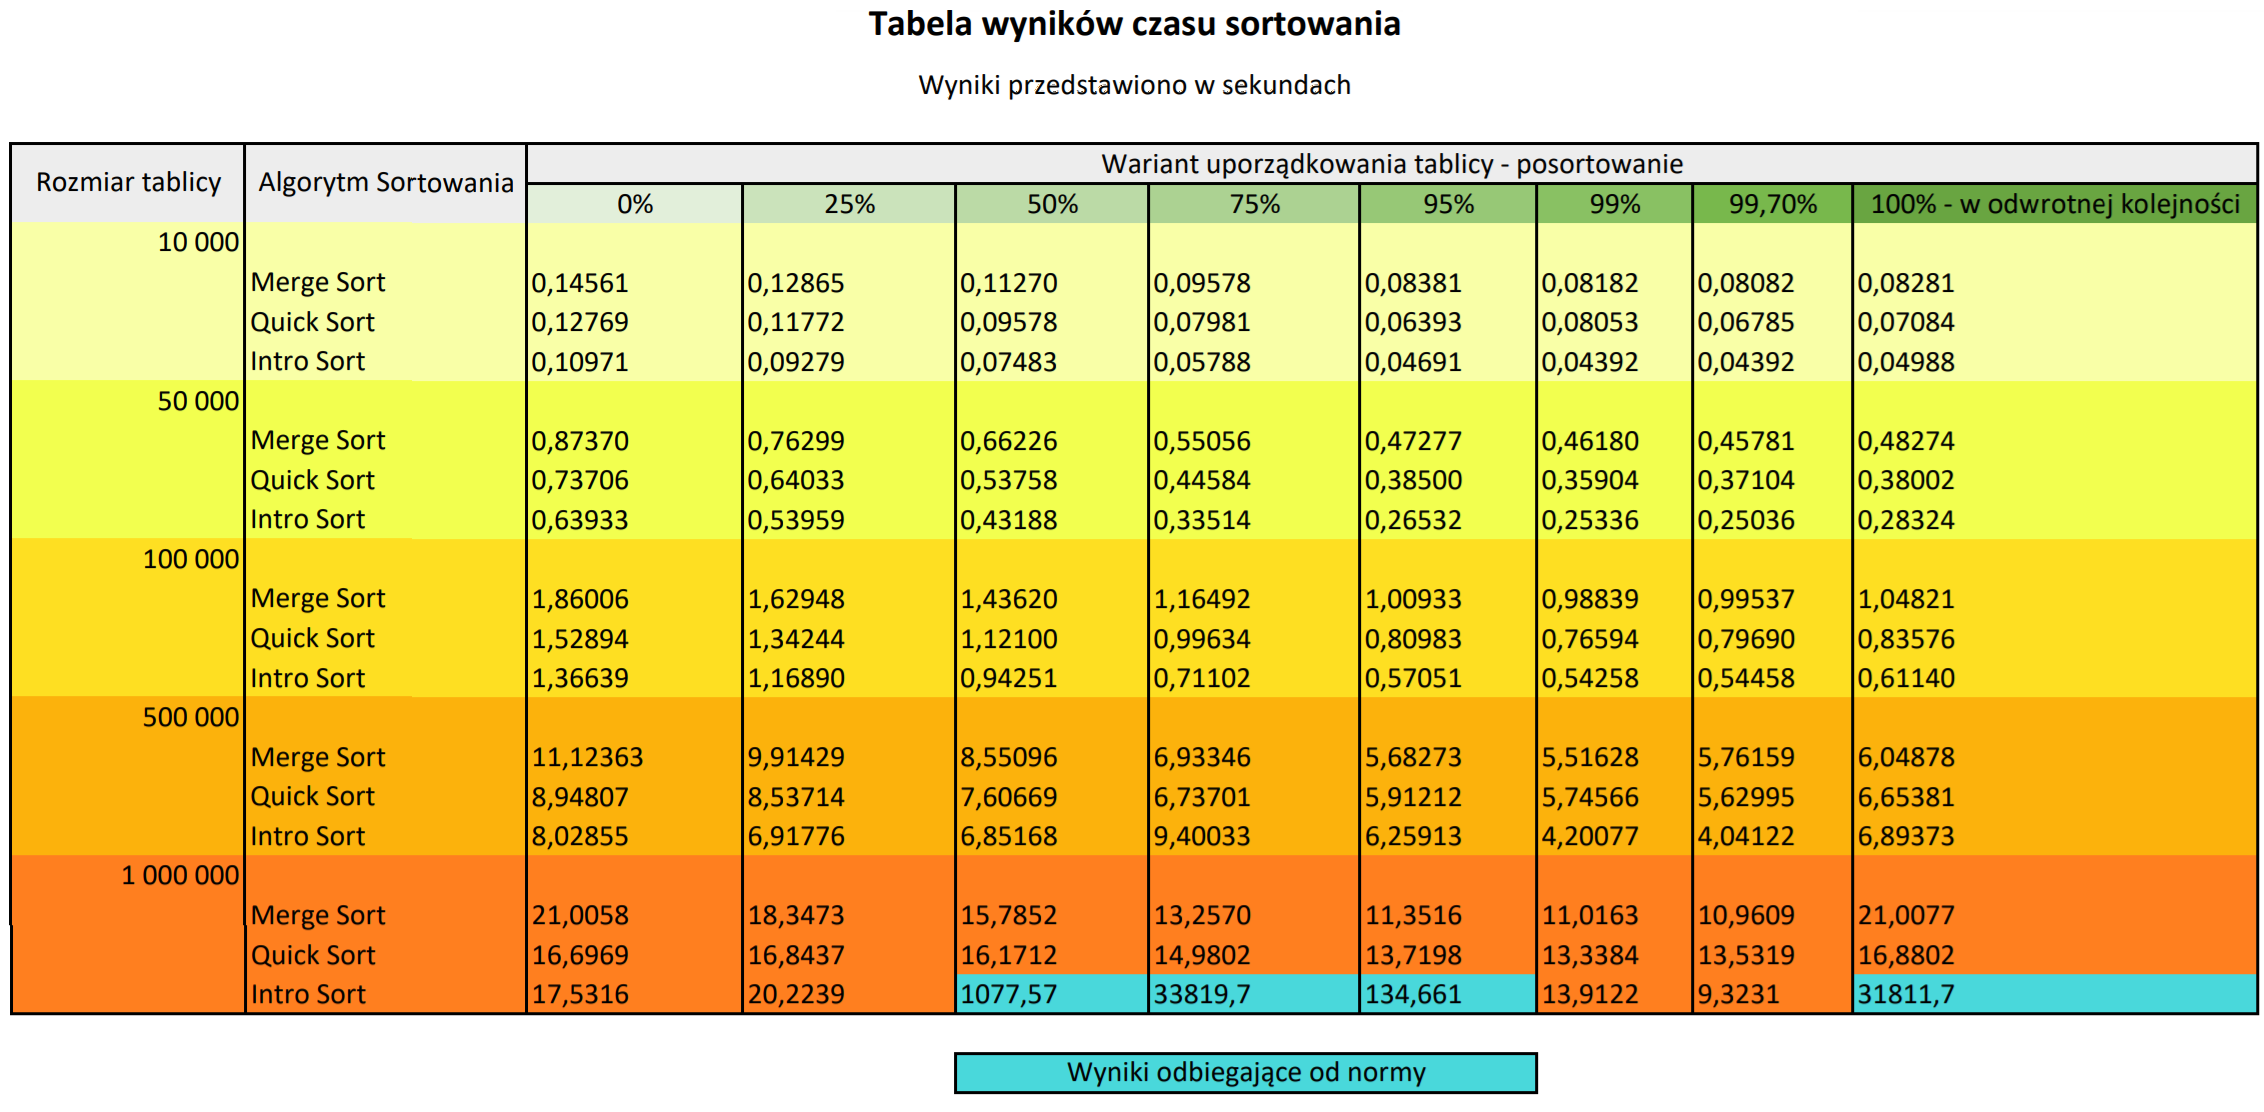 Tabela wyników czasu sortowania
Wyniki przedstawiono w sekundach
Rozmiar tablicy Algorytm Sortowania Wariant uporządkowania tablicy - posortowanie
0% 25% 50% 75% 95% 99% 99,70% 100% - w odwrotnej kolejności
10 000
Merge Sort 0,14561 0,12865 0,11270 0,09578 0,08381 0,08182 0,08082 0,08281
Quick Sort 0,12769 0,11772 0,09578 0,07981 0,06393 0,08053 0,06785 0,07084
Intro Sort 0,10971 0,09279 0,07483 0,05788 0,04691 0,04392 0,04392 0,04988
50 000
Merge Sort 0,87370 0,76299 0,66226 0,55056 0,47277 0,46180 0,45781 0,48274
Quick Sort 0,73706 0,64033 0,53758 0,44584 0,38500 0,35904 0,37104 0,38002
Intro Sort 0,63933 0,53959 0,43188 0,33514 0,26532 0,25336 0,25036 0,28324
100 000
Merge Sort 1,86006 1,62948 1,43620 1,16492 1,00933 0,98839 0,99537 1,04821
Quick Sort 1,52894 1,34244 1,12100 0,99634 0,80983 0,76594 0,79690 0,83576
Intro Sort 1,36639 1,16890 0,94251 0,71102 0,57051 0,54258 0,54458 0,61140
500 000
Merge Sort 11,12363 9,91429 8,55096 6,93346 5,68273 5,51628 5,76159 6,04878
Quick Sort 8,94807 8,53714 7,60669 6,73701 5,91212 5,74566 5,62995 6,65381
Intro Sort 8,02855 6,91776 6,85168 9,40033 6,25913 4,20077 4,04122 6,89373
1 000 000
Merge Sort 21,0058 18,3473 15,7852 13,2570 11,3516 11,0163 10,9609 21,0077
Quick Sort 16,6969 16,8437 16,1712 14,9802 13,7198 13,3384 13,5319 16,8802
Intro Sort 17,5316 20,2239 1077,57 33819,7 134,661 13,9122 9,3231 31811,7
Wyniki odbiegające od normy